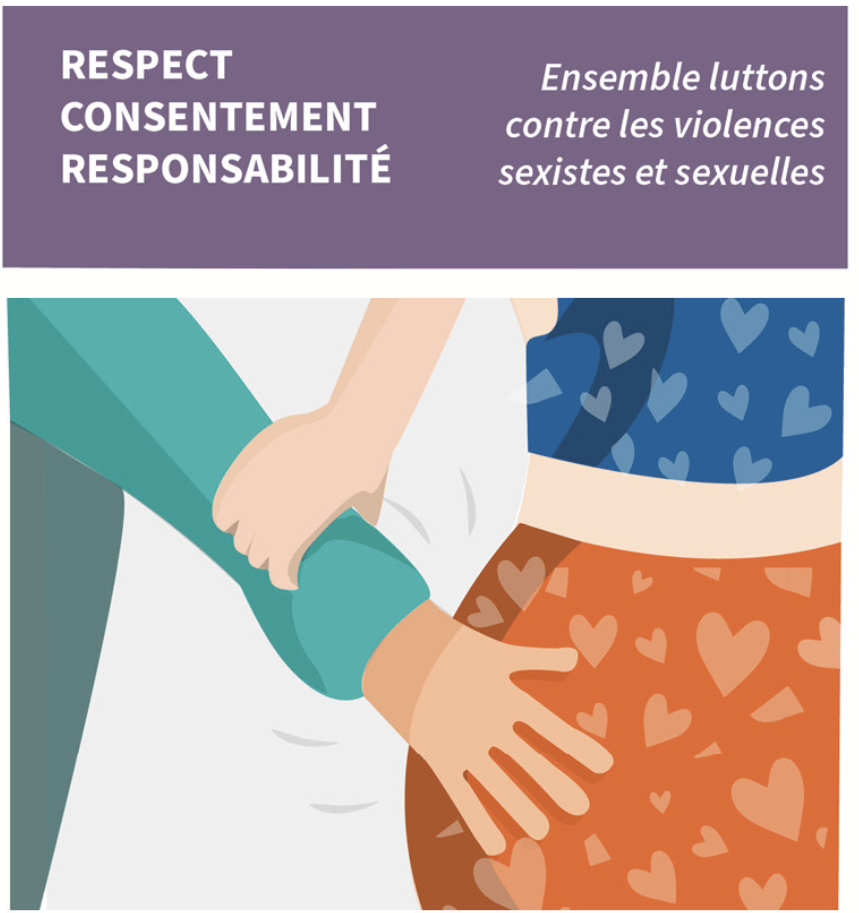 RESPECT
CONSENTEMENT
RESPONSABILITÉ
Ensemble luttons
contre les violences
sexistes et sexuelles